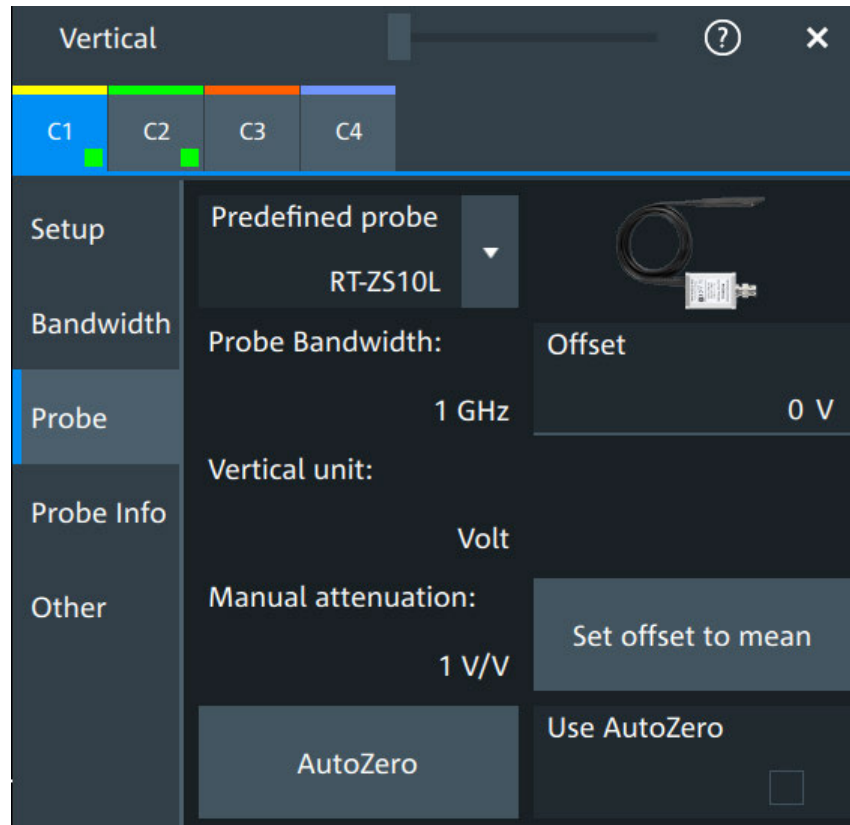 Vertical
?
C1 C2 C3 C4
Setup
Bandwidth
Probe
Probe Info
Other
Predefined probe
RT-ZS10L
Probe Bandwidth:
1 GHz
Offset
0 V
Vertical unit:
Volt
Manual attenuation:
1 V/V
Set offset to mean
AutoZero
Use AutoZero